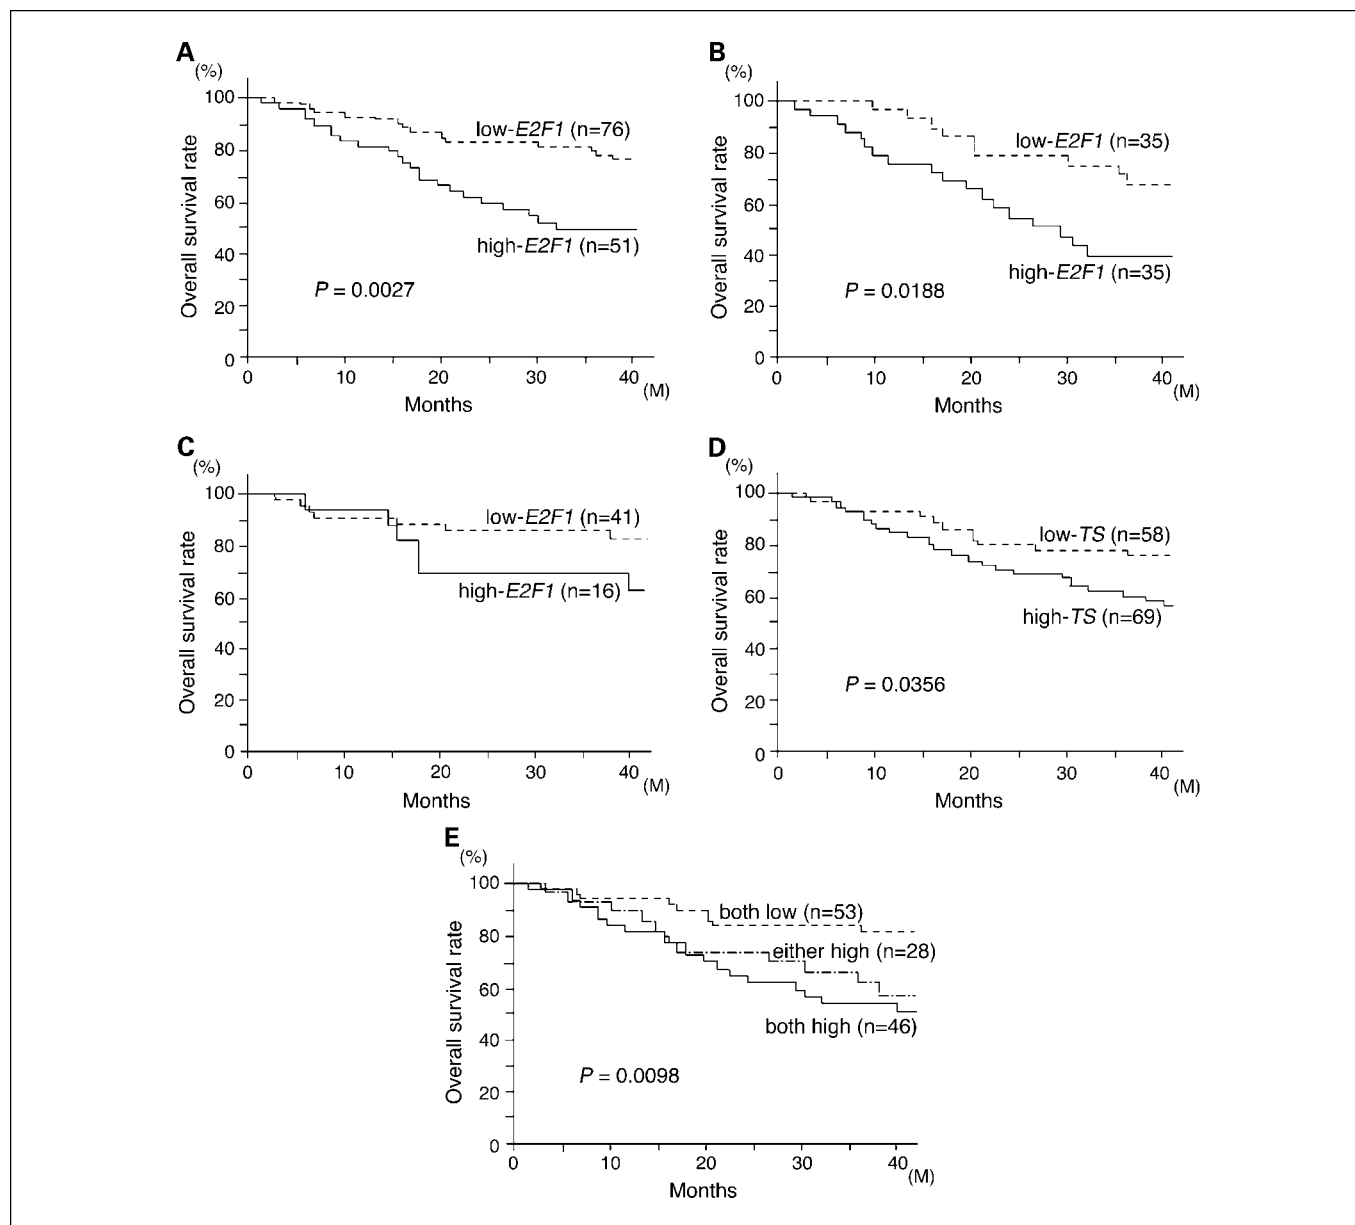 A
(%)
100
80
60
40
20
0
Overall survival rate
low-E2F1 (n=76)
high-E2F1 (n=51)
P = 0.0027
0 10 20 30 40 (M)
Months
B
(%)
100
80
60
40
20
0
Overall survival rate
low-E2F1 (n=35)
high-E2F1 (n=35)
P = 0.0188
0 10 20 30 40 (M)
Months
C
(%)
100
80
60
40
20
0
Overall survival rate
low-E2F1 (n=41)
high-E2F1 (n=16)
0 10 20 30 40 (M)
Months
D
(%)
100
80
60
40
20
0
Overall survival rate
low-TS (n=58)
high-TS (n=69)
P = 0.0356
0 10 20 30 40 (M)
Months
E
(%)
100
80
60
40
20
0
Overall survival rate
both low (n=53)
either high (n=28)
both high (n=46)
P = 0.0098
0 10 20 30 40 (M)
Months